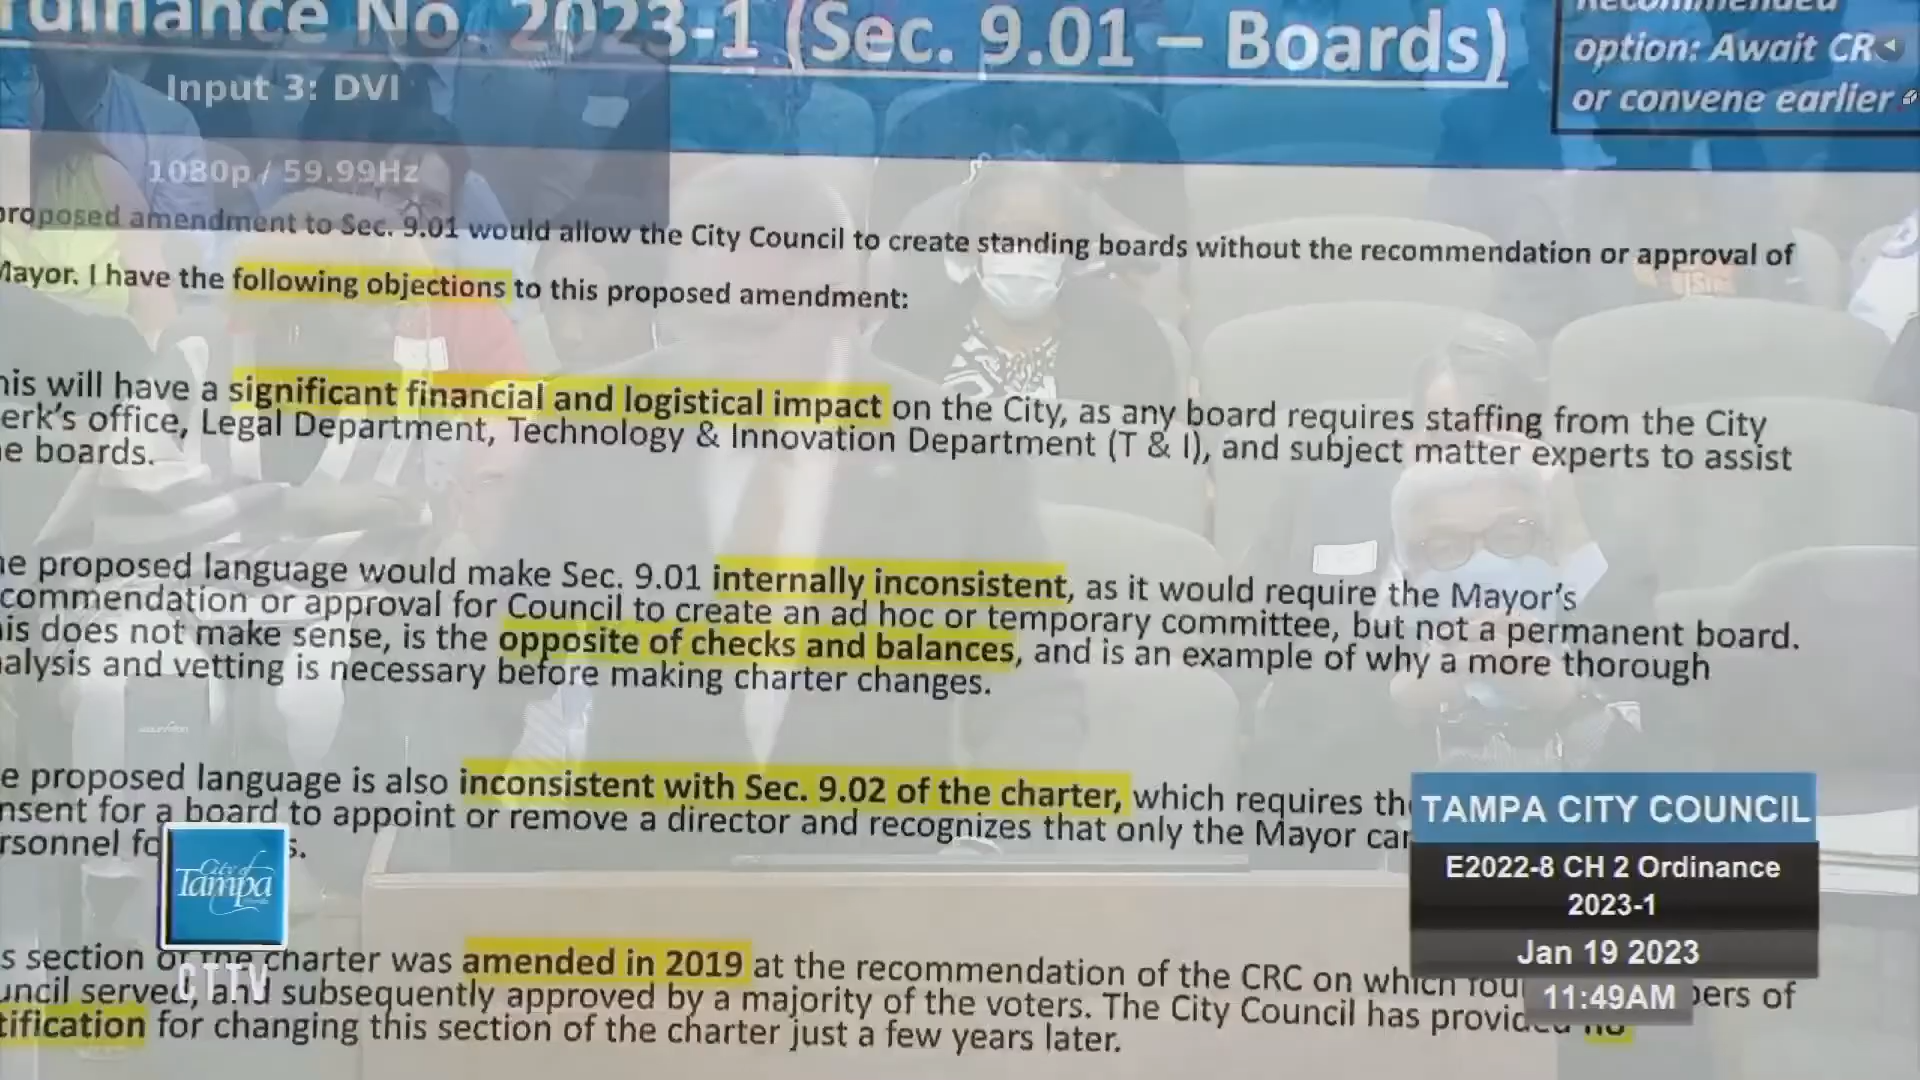 rdinance No. 2023-1 (Sec. 9.01 – Boards)
Recommended
option: Await CR
or convene earlier
Input 3: DVI
1080p / 59.99Hz
proposed amendment to Sec. 9.01 would allow the City Council to create standing boards without the recommendation or approval of
Mayor. I have the following objections to this proposed amendment:
his will have a significant financial and logistical impact on the City, as any board requires staffing from the City
erk's office, Legal Department, Technology & Innovation Department (T & I), and subject matter experts to assist
e boards.
e proposed language would make Sec. 9.01 internally inconsistent, as it would require the Mayor's
commendation or approval for Council to create an ad hoc or temporary committee, but not a permanent board.
is does not make sense, is the opposite of checks and balances, and is an example of why a more thorough
alysis and vetting is necessary before making charter changes.
e proposed language is also inconsistent with Sec. 9.02 of the charter, which requires th
nsent for a board to appoint or remove a director and recognizes that only the Mayor car
rsonnel fo s.
s section of the charter was amended in 2019 at the recommendation of the CRC on which four bers of
uncil served, and subsequently approved by a majority of the voters. The City Council has provided no
tification for changing this section of the charter just a few years later.
City of
Tampa
CTTV
TAMPA CITY COUNCIL
E2022-8 CH 2 Ordinance
2023-1
Jan 19 2023
11:49AM